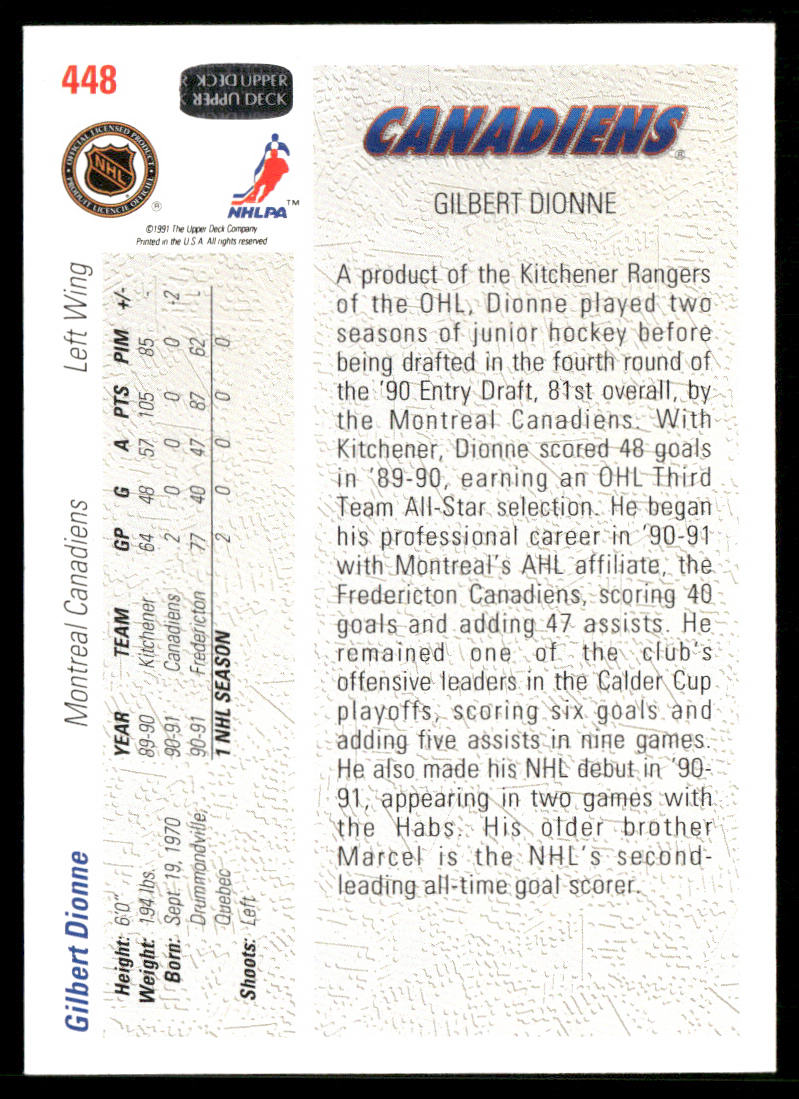 448
UPPER DECK
UPPER DECK
OFFICIAL LICENSED PRODUCT
NHL
PRODUIT LICENCIE OFFICIEL
®
NHLPA™
©1991 The Upper Deck Company
Printed in the U.S.A. All rights reserved
Gilbert Dionne Montreal Canadiens Left Wing
Height: 6'0"
Weight: 194 lbs.
Born: Sept. 19, 1970
Drummondville,
Quebec
Shoots: Left
YEAR TEAM GP G A PTS PIM +/-
89-90 Kitchener 64 48 57 105 85 -
90-91 Canadiens 2 0 0 0 0 +2
90-91 Fredericton 77 40 47 87 62
1 NHL SEASON 2 0 0 0 0
CANADIENS®
GILBERT DIONNE
A product of the Kitchener Rangers
of the OHL, Dionne played two
seasons of junior hockey before
being drafted in the fourth round of
the '90 Entry Draft, 81st overall, by
the Montreal Canadiens. With
Kitchener, Dionne scored 48 goals
in '89-90, earning an OHL Third
Team All-Star selection. He began
his professional career in '90-91
with Montreal's AHL affiliate, the
Fredericton Canadiens, scoring 40
goals and adding 47 assists. He
remained one of the club's
offensive leaders in the Calder Cup
playoffs, scoring six goals and
adding five assists in nine games.
He also made his NHL debut in '90-
91, appearing in two games with
the Habs. His older brother
Marcel is the NHL's second-
leading all-time goal scorer.